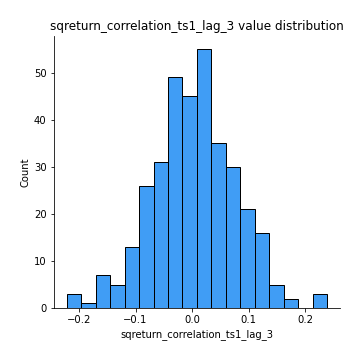 sqreturn_correlation_ts1_lag_3 value distribution
Count
50
40
30
20
10
0
−0.2 −0.1 0.0 0.1 0.2
sqreturn_correlation_ts1_lag_3